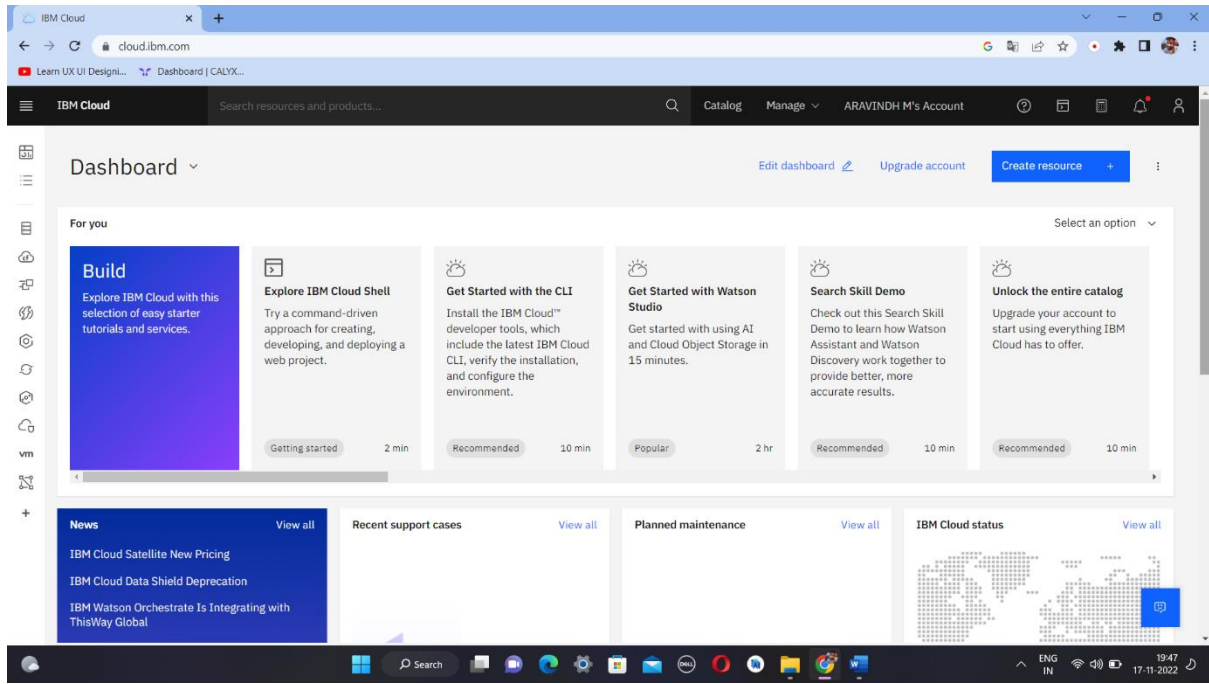 IBM Cloud
cloud.ibm.com
Learn UX UI Designi...
Dashboard | CALYX...
IBM Cloud
Search resources and products...
Catalog
Manage
ARAVINDH M's Account
Dashboard
Edit dashboard
Upgrade account
Create resource +
For you
Select an option
Build
Explore IBM Cloud with this
selection of easy starter
tutorials and services.
Explore IBM Cloud Shell
Try a command-driven
approach for creating,
developing, and deploying a
web project.
Getting started
2 min
Get Started with the CLI
Install the IBM Cloud™
developer tools, which
include the latest IBM Cloud
CLI, verify the installation,
and configure the
environment.
Recommended
10 min
Get Started with Watson
Studio
Get started with using AI
and Cloud Object Storage in
15 minutes.
Popular
2 hr
Search Skill Demo
Check out this Search Skill
Demo to learn how Watson
Assistant and Watson
Discovery work together to
provide better, more
accurate results.
Recommended
10 min
Unlock the entire catalog
Upgrade your account to
start using everything IBM
Cloud has to offer.
Recommended
10 min
vm
News
View all
IBM Cloud Satellite New Pricing
IBM Cloud Data Shield Deprecation
IBM Watson Orchestrate Is Integrating with
ThisWay Global
Recent support cases
View all
Planned maintenance
View all
IBM Cloud status
View all
Search
DELL
W
ENG
IN
19:47
17-11-2022